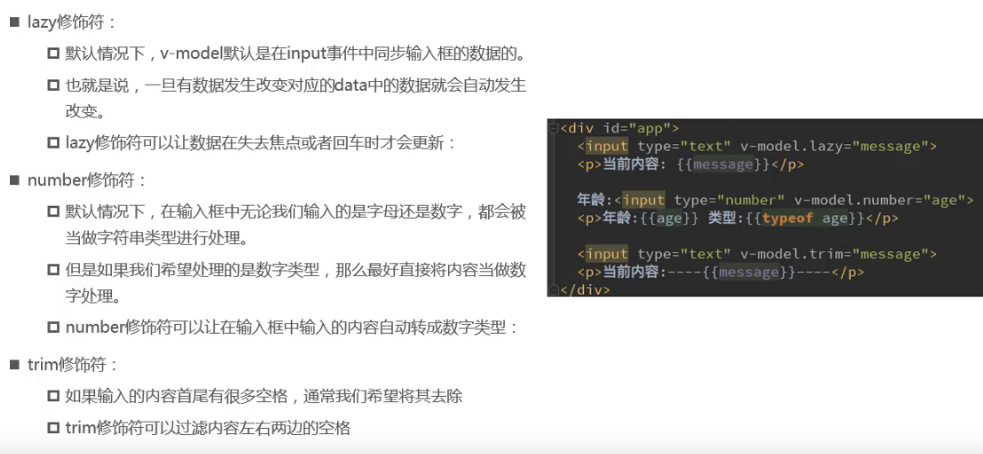 ■ lazy修饰符：
默认情况下，v-model默认是在input事件中同步输入框的数据的。
也就是说，一旦有数据发生改变对应的data中的数据就会自动发生
改变。
lazy修饰符可以让数据在失去焦点或者回车时才会更新：
■ number修饰符：
默认情况下，在输入框中无论我们输入的是字母还是数字，都会被
当做字符串类型进行处理。
但是如果我们希望处理的是数字类型，那么最好直接将内容当做数
字处理。
number修饰符可以让在输入框中输入的内容自动转成数字类型：
■ trim修饰符：
如果输入的内容首尾有很多空格，通常我们希望将其去除
trim修饰符可以过滤内容左右两边的空格
<div id="app">
<input type="text" v-model.lazy="message">
<p>当前内容: {{message}}</p>
年龄:<input type="number" v-model.number="age">
<p>年龄:{{age}} 类型:{{typeof age}}</p>
<input type="text" v-model.trim="message">
<p>当前内容:----{{message}}----</p>
</div>